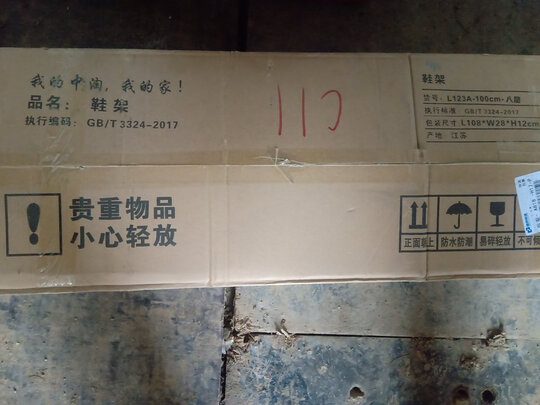 我的中淘，我的家！
品名：鞋架
执行编码：GB/T 3324-2017
鞋架
货号：L123A-100cm-八层
执行标准 GB/T 3324-2017
包装尺寸 L108*W28*H12cm
产地 江苏
贵重物品
小心轻放
正面朝上
防水防潮
易碎轻放